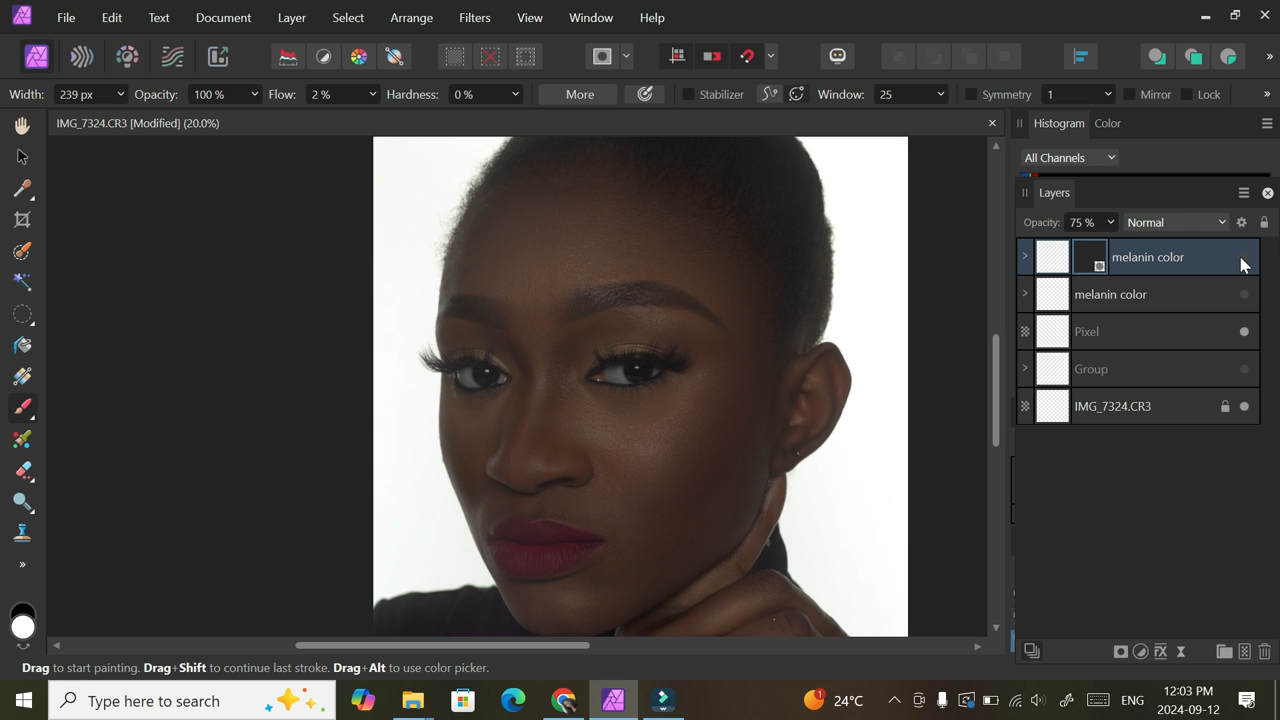 File Edit Text Document Layer Select Arrange Filters View Window Help
Width: 239 px Opacity: 100 % Flow: 2 % Hardness: 0 % More Stabilizer Window: 25 Symmetry 1 Mirror Lock »
IMG_7324.CR3 [Modified] (20.0%)
Histogram Color
All Channels
Layers
Opacity: 75 % Normal
melanin color
melanin color
Pixel
Group
IMG_7324.CR3
Drag to start painting. Drag+Shift to continue last stroke. Drag+Alt to use color picker.
Type here to search
1 24°C ENG
2:03 PM
2024-09-12